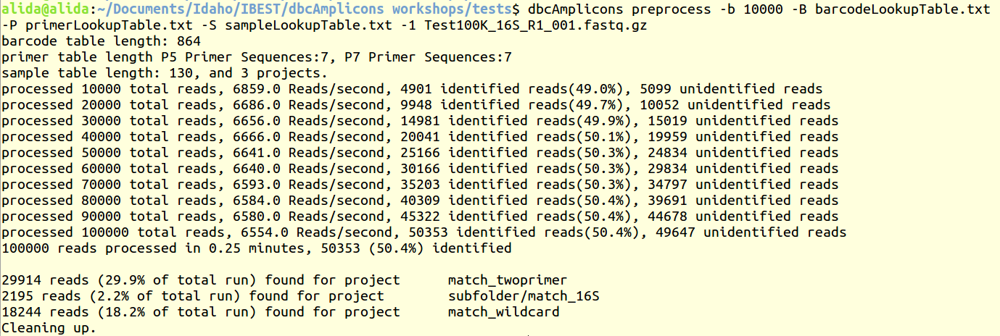 alida@alida:~/Documents/Idaho/IBEST/dbcAmplicons workshops/tests$ dbcAmplicons preprocess -b 10000 -B barcodeLookupTable.txt
-P primerLookupTable.txt -S sampleLookupTable.txt -1 Test100K_16S_R1_001.fastq.gz
barcode table length: 864
primer table length P5 Primer Sequences:7, P7 Primer Sequences:7
sample table length: 130, and 3 projects.
processed 10000 total reads, 6859.0 Reads/second, 4901 identified reads(49.0%), 5099 unidentified reads
processed 20000 total reads, 6686.0 Reads/second, 9948 identified reads(49.7%), 10052 unidentified reads
processed 30000 total reads, 6656.0 Reads/second, 14981 identified reads(49.9%), 15019 unidentified reads
processed 40000 total reads, 6666.0 Reads/second, 20041 identified reads(50.1%), 19959 unidentified reads
processed 50000 total reads, 6641.0 Reads/second, 25166 identified reads(50.3%), 24834 unidentified reads
processed 60000 total reads, 6640.0 Reads/second, 30166 identified reads(50.3%), 29834 unidentified reads
processed 70000 total reads, 6593.0 Reads/second, 35203 identified reads(50.3%), 34797 unidentified reads
processed 80000 total reads, 6584.0 Reads/second, 40309 identified reads(50.4%), 39691 unidentified reads
processed 90000 total reads, 6580.0 Reads/second, 45322 identified reads(50.4%), 44678 unidentified reads
processed 100000 total reads, 6554.0 Reads/second, 50353 identified reads(50.4%), 49647 unidentified reads
100000 reads processed in 0.25 minutes, 50353 (50.4%) identified

29914 reads (29.9% of total run) found for project      match_twoprimer
2195 reads (2.2% of total run) found for project        subfolder/match_16S
18244 reads (18.2% of total run) found for project      match_wildcard
Cleaning up.